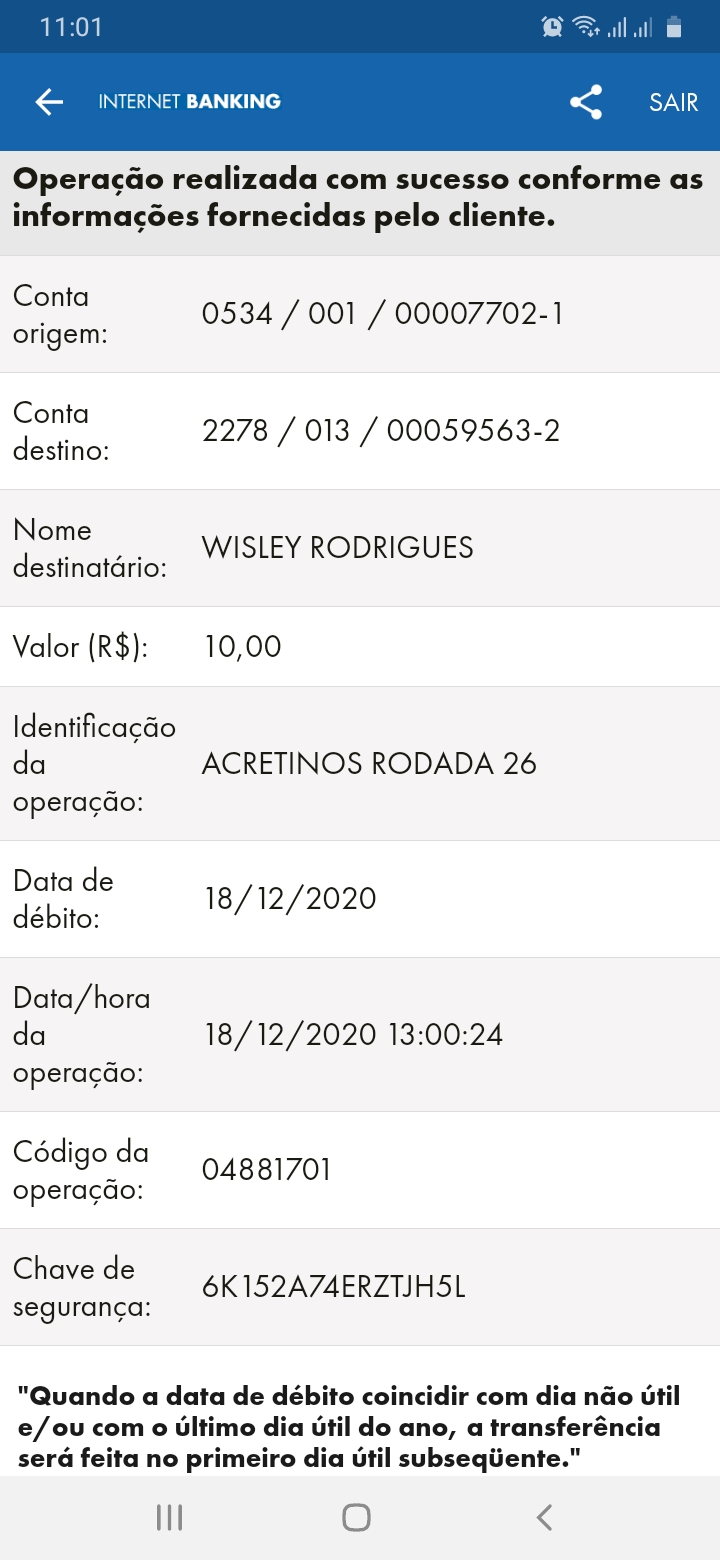 11:01
INTERNET BANKING
SAIR
Operação realizada com sucesso conforme as
informações fornecidas pelo cliente.
Conta
origem:
0534 / 001 / 00007702-1
Conta
destino:
2278 / 013 / 00059563-2
Nome
destinatário:
WISLEY RODRIGUES
Valor (R$):
10,00
Identificação
da
operação:
ACRETINOS RODADA 26
Data de
débito:
18/12/2020
Data/hora
da
operação:
18/12/2020 13:00:24
Código da
operação:
04881701
Chave de
segurança:
6K152A74ERZTJH5L
"Quando a data de débito coincidir com dia não útil
e/ou com o último dia útil do ano, a transferência
será feita no primeiro dia útil subseqüente."